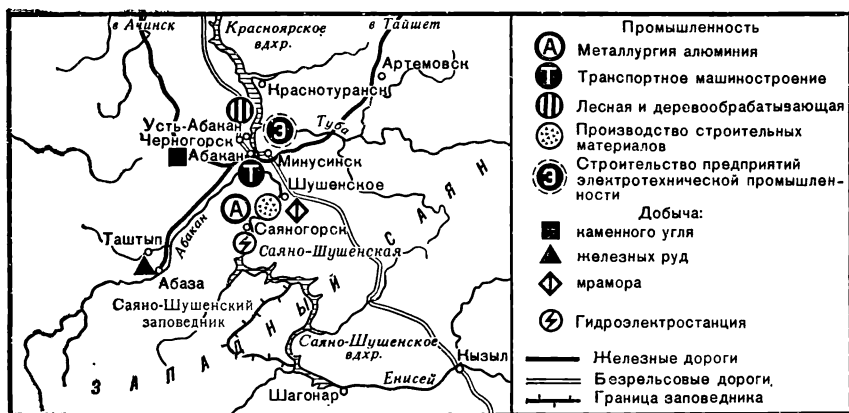 в Ачинск
Красноярское
вдхр.
в Тайшет
Артемовск
Краснотуранск
Усть-Абакан
Черногорск
Абакан
З
Туба
Минусинск
Т
Шушенское
А
Саяногорск
Абакан
Таштып
Саяно-Шушенская
Абаза
Саяно-Шушенский
заповедник
ЗАПАДНЫЙ САЯН
Саяно-Шушенское
вдхр.
Кызыл
Шагонар
Енисей
Промышленность
А Металлургия алюминия
Т Транспортное машиностроение
Лесная и деревообрабатывающая
Производство строительных
материалов
З Строительство предприятий
электротехнической промышлен-
ности
Добыча:
каменного угля
железных руд
мрамора
Гидроэлектростанция
Железные дороги
Безрельсовые дороги
Граница заповедника